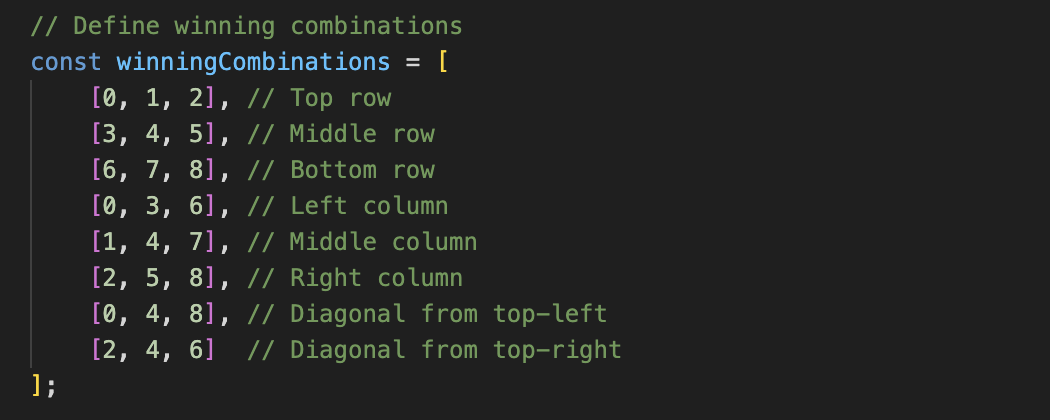 // Define winning combinations
const winningCombinations = [
    [0, 1, 2], // Top row
    [3, 4, 5], // Middle row
    [6, 7, 8], // Bottom row
    [0, 3, 6], // Left column
    [1, 4, 7], // Middle column
    [2, 5, 8], // Right column
    [0, 4, 8], // Diagonal from top-left
    [2, 4, 6]  // Diagonal from top-right
];